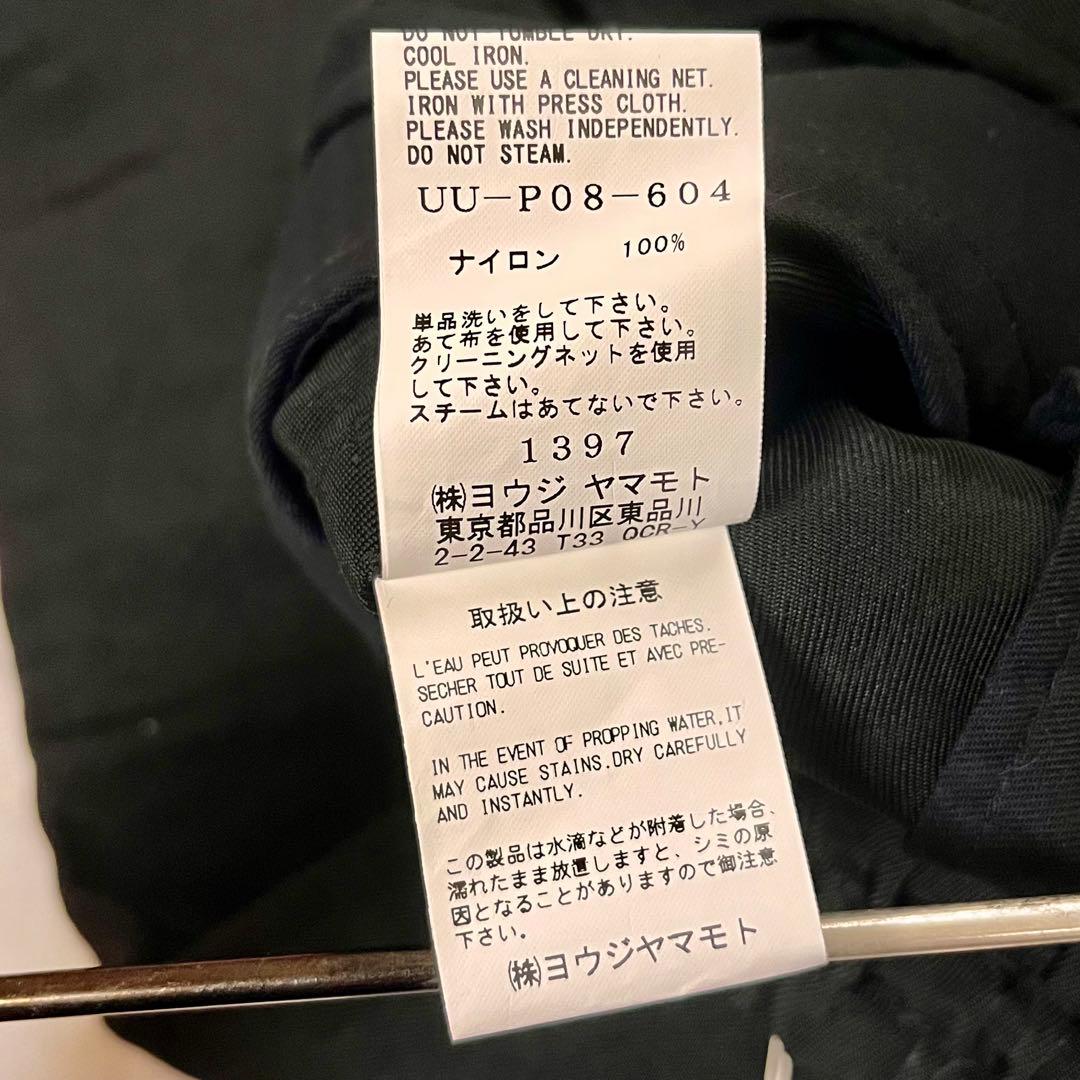 DO NOT TUMBLE DRY.
COOL IRON.
PLEASE USE A CLEANING NET.
IRON WITH PRESS CLOTH.
PLEASE WASH INDEPENDENTLY.
DO NOT STEAM.
UU-P08-604
ナイロン 100%
単品洗いをして下さい。
あて布を使用して下さい。
クリーニングネットを使用
して下さい。
スチームはあてないで下さい。
1397
㈱ヨウジ ヤマモト
東京都品川区東品川
2-2-43 T33 OCR-Y
取扱い上の注意
L'EAU PEUT PROVOQUER DES TACHES.
SECHER TOUT DE SUITE ET AVEC PRE-
CAUTION.
IN THE EVENT OF PROPPING WATER,IT
MAY CAUSE STAINS.DRY CAREFULLY
AND INSTANTLY.
この製品は水滴などが附着した場合、
濡れたまま放置しますと、シミの原
因となることがありますので御注意
下さい。
㈱ヨウジヤマモト